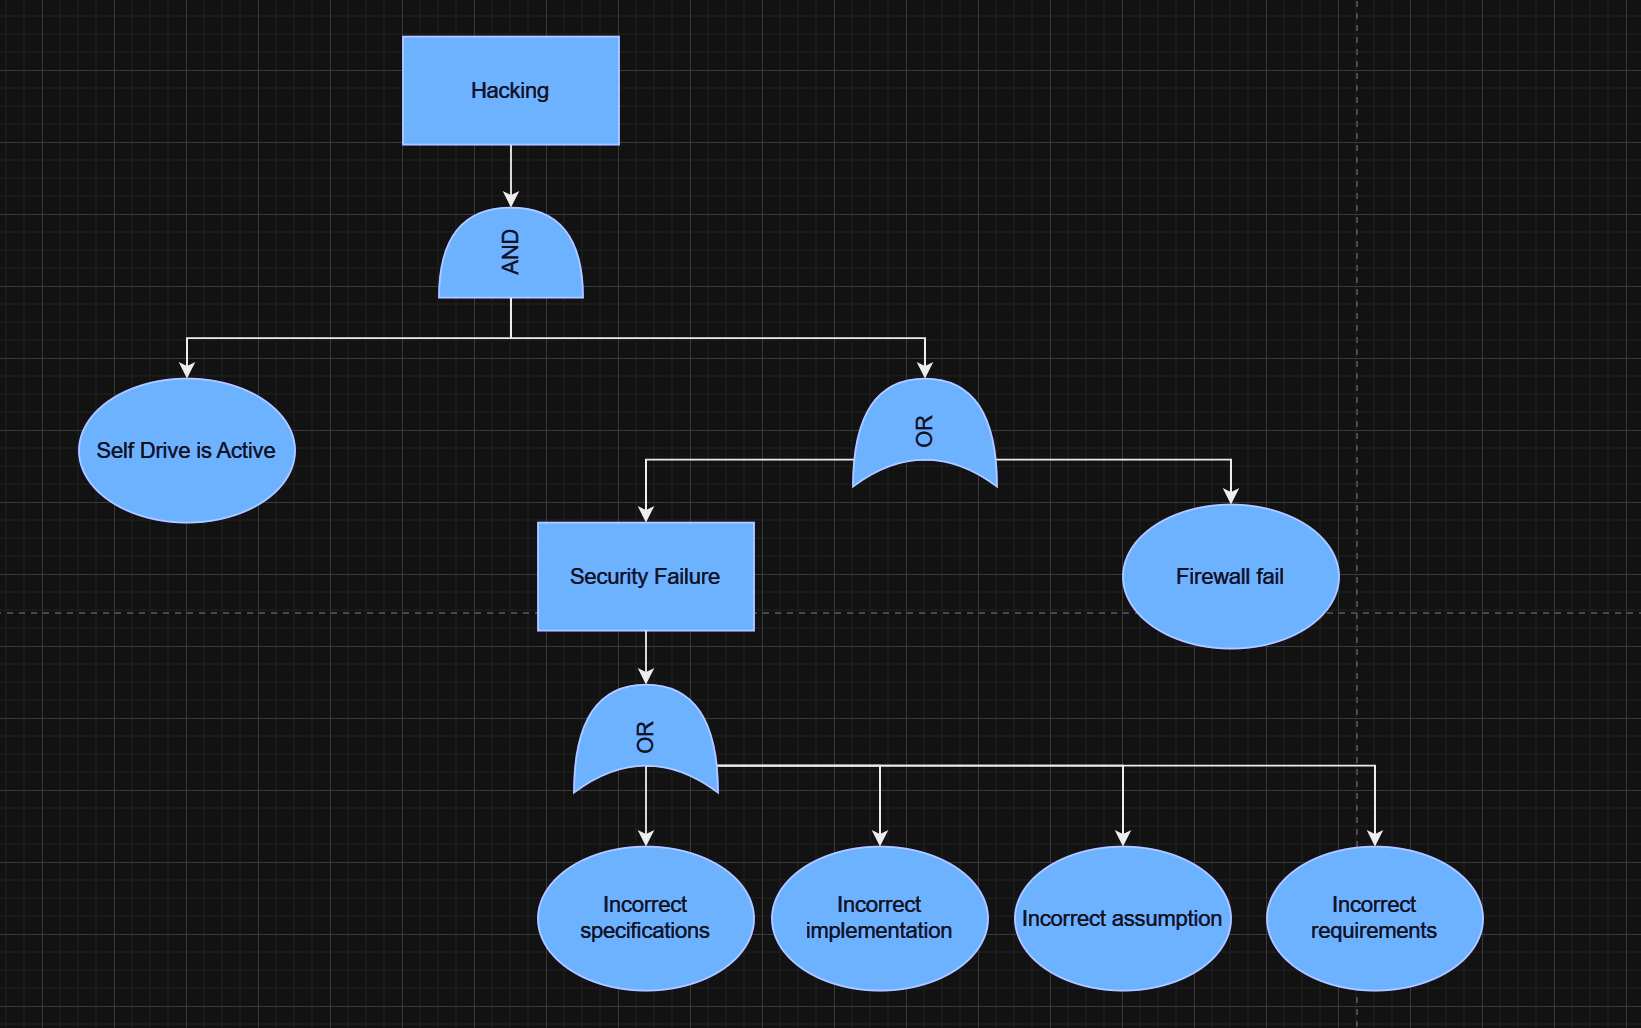 Hacking
AND
Self Drive is Active
OR
Security Failure
Firewall fail
OR
Incorrect
specifications
Incorrect
implementation
Incorrect assumption
Incorrect
requirements